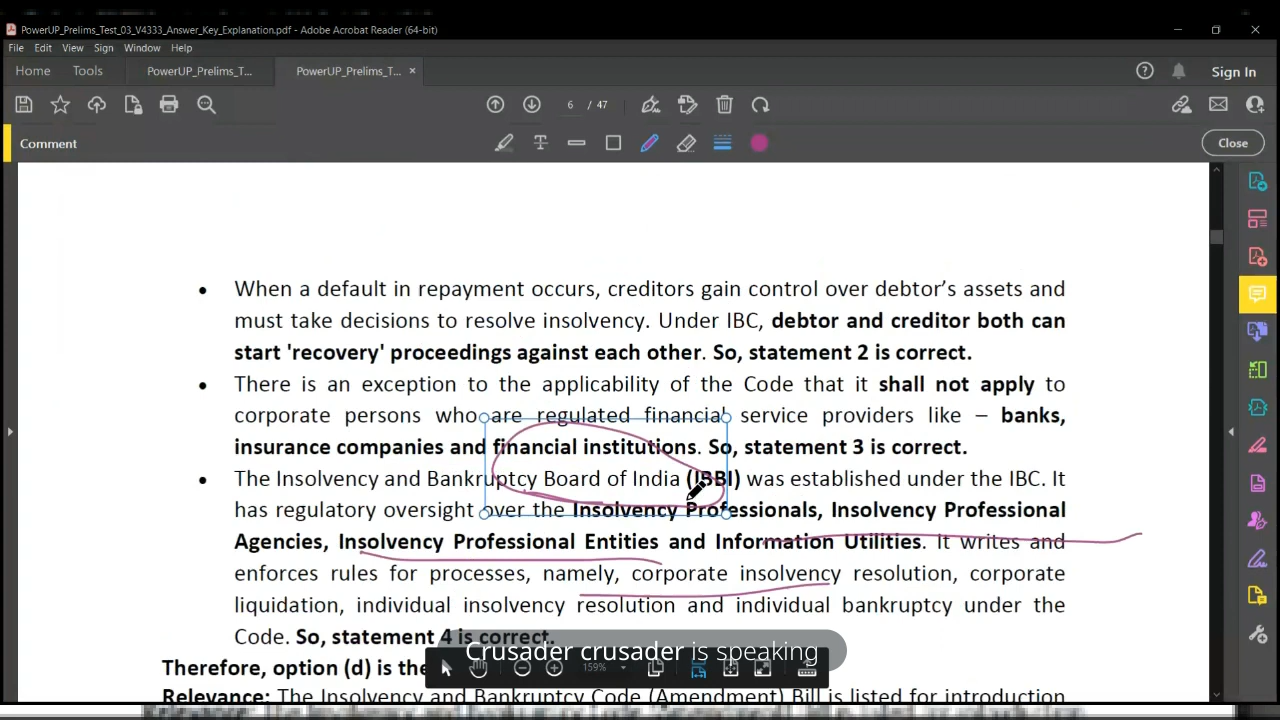 PowerUP_Prelims_Test_03_V4333_Answer_Key_Explanation.pdf - Adobe Acrobat Reader (64-bit)
File Edit View Sign Window Help
Home Tools PowerUP_Prelims_T... PowerUP_Prelims_T... × Sign In
6 / 47
Comment Close
• When a default in repayment occurs, creditors gain control over debtor’s assets and
must take decisions to resolve insolvency. Under IBC, debtor and creditor both can
start 'recovery' proceedings against each other. So, statement 2 is correct.
• There is an exception to the applicability of the Code that it shall not apply to
corporate persons who are regulated financial service providers like – banks,
insurance companies and financial institutions. So, statement 3 is correct.
• The Insolvency and Bankruptcy Board of India (IBBI) was established under the IBC. It
has regulatory oversight over the Insolvency Professionals, Insolvency Professional
Agencies, Insolvency Professional Entities and Information Utilities. It writes and
enforces rules for processes, namely, corporate insolvency resolution, corporate
liquidation, individual insolvency resolution and individual bankruptcy under the
Code. So, statement 4 is correct.
Crusader crusader is speaking
Therefore, option (d) is the
159%
Relevance: The Insolvency and Bankruptcy Code (Amendment) Bill is listed for introduction